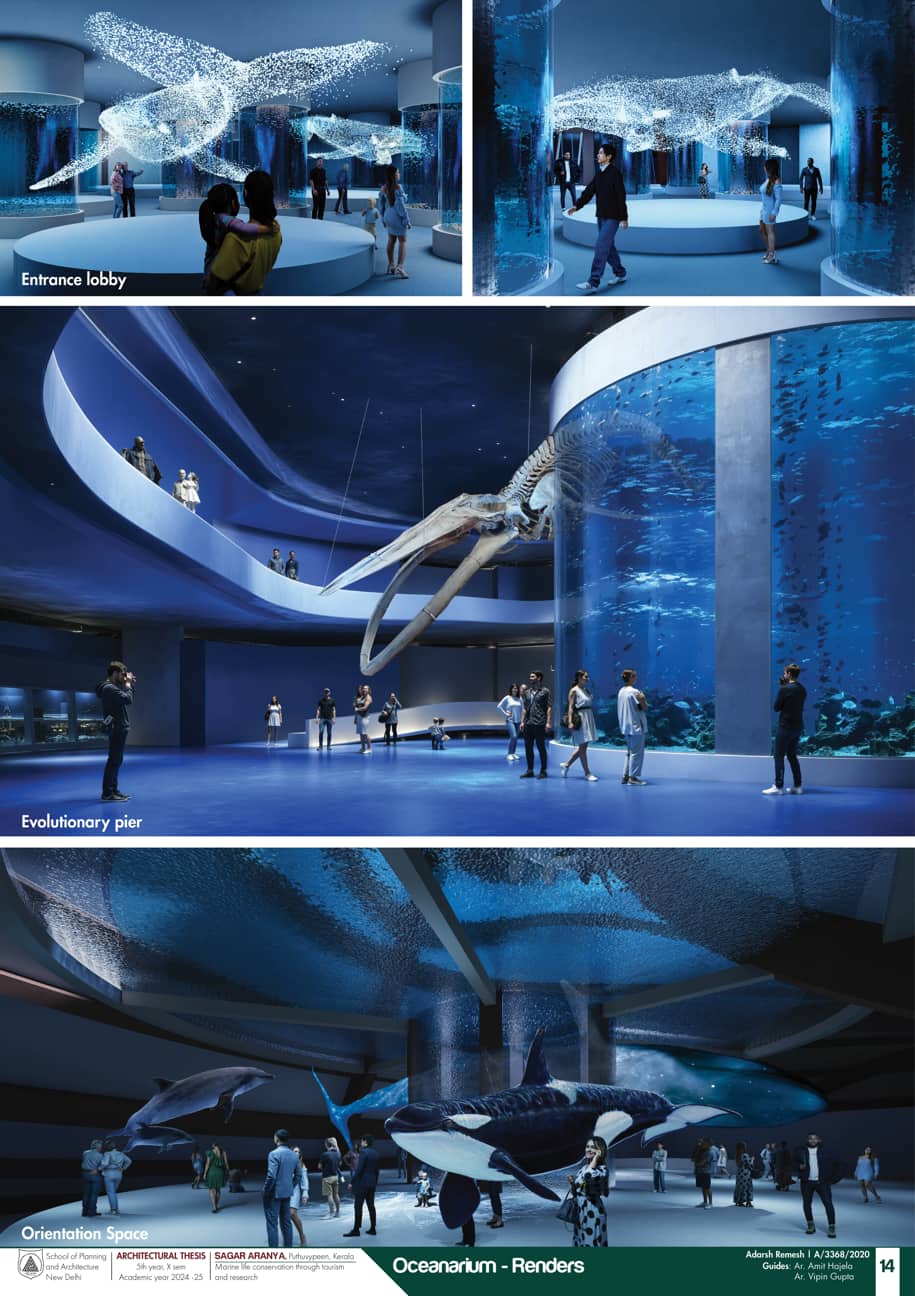 Entrance lobby
Evolutionary pier
Orientation Space
School of Planning
and Architecture
New Delhi
ARCHITECTURAL THESIS
5th year, X sem
Academic year 2024 -25
SAGAR ARANYA, Puthuvypeen, Kerala
Marine life conservation through tourism
and research
Oceanarium - Renders
Adarsh Remesh | A/3368/2020
Guides: Ar. Amit Hajela
Ar. Vipin Gupta
14